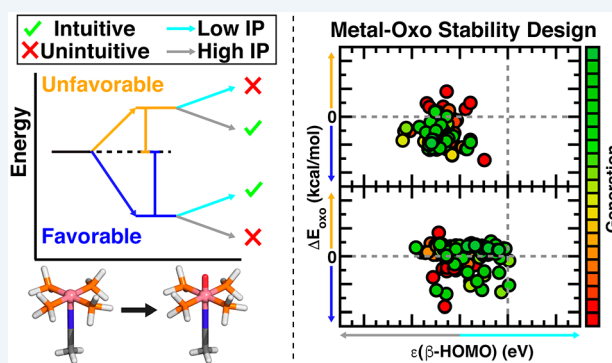 Intuitive
Low IP
Unintuitive
High IP
Unfavorable
Energy
Favorable
Metal-Oxo Stability Design
0
0
ΔE_oxo (kcal/mol)
ε(β-HOMO) (eV)
Generation